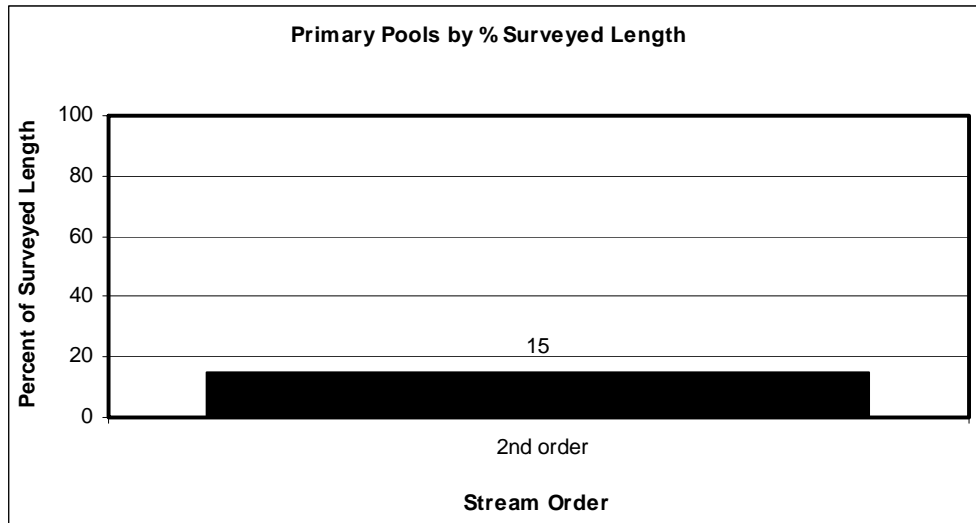 Primary Pools by % Surveyed Length
Percent of Surveyed Length
100
80
60
40
20
0
15
2nd order
Stream Order